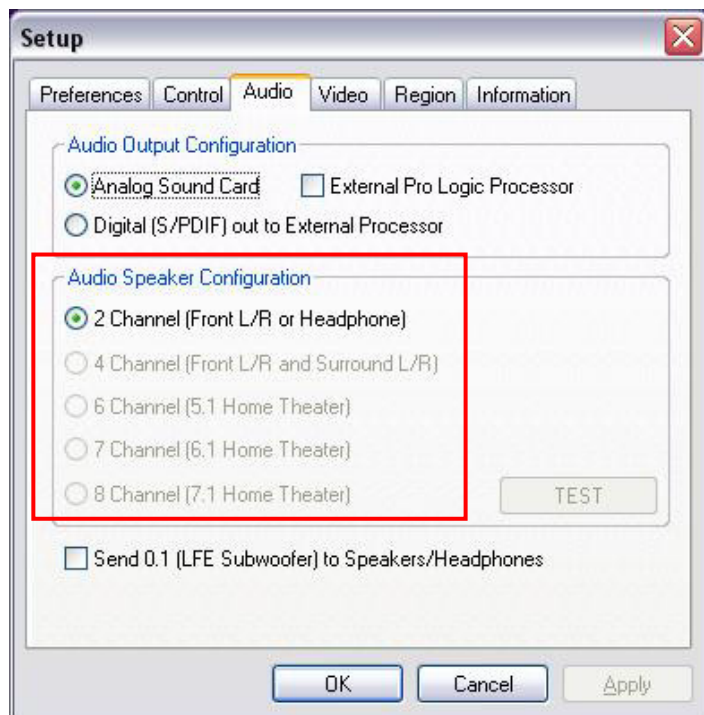 Setup
Preferences Control Audio Video Region Information
Audio Output Configuration
Analog Sound Card External Pro Logic Processor
Digital (S/PDIF) out to External Processor
Audio Speaker Configuration
2 Channel (Front L/R or Headphone)
4 Channel (Front L/R and Surround L/R)
6 Channel (5.1 Home Theater)
7 Channel (6.1 Home Theater)
8 Channel (7.1 Home Theater) TEST
Send 0.1 (LFE Subwoofer) to Speakers/Headphones
OK Cancel Apply